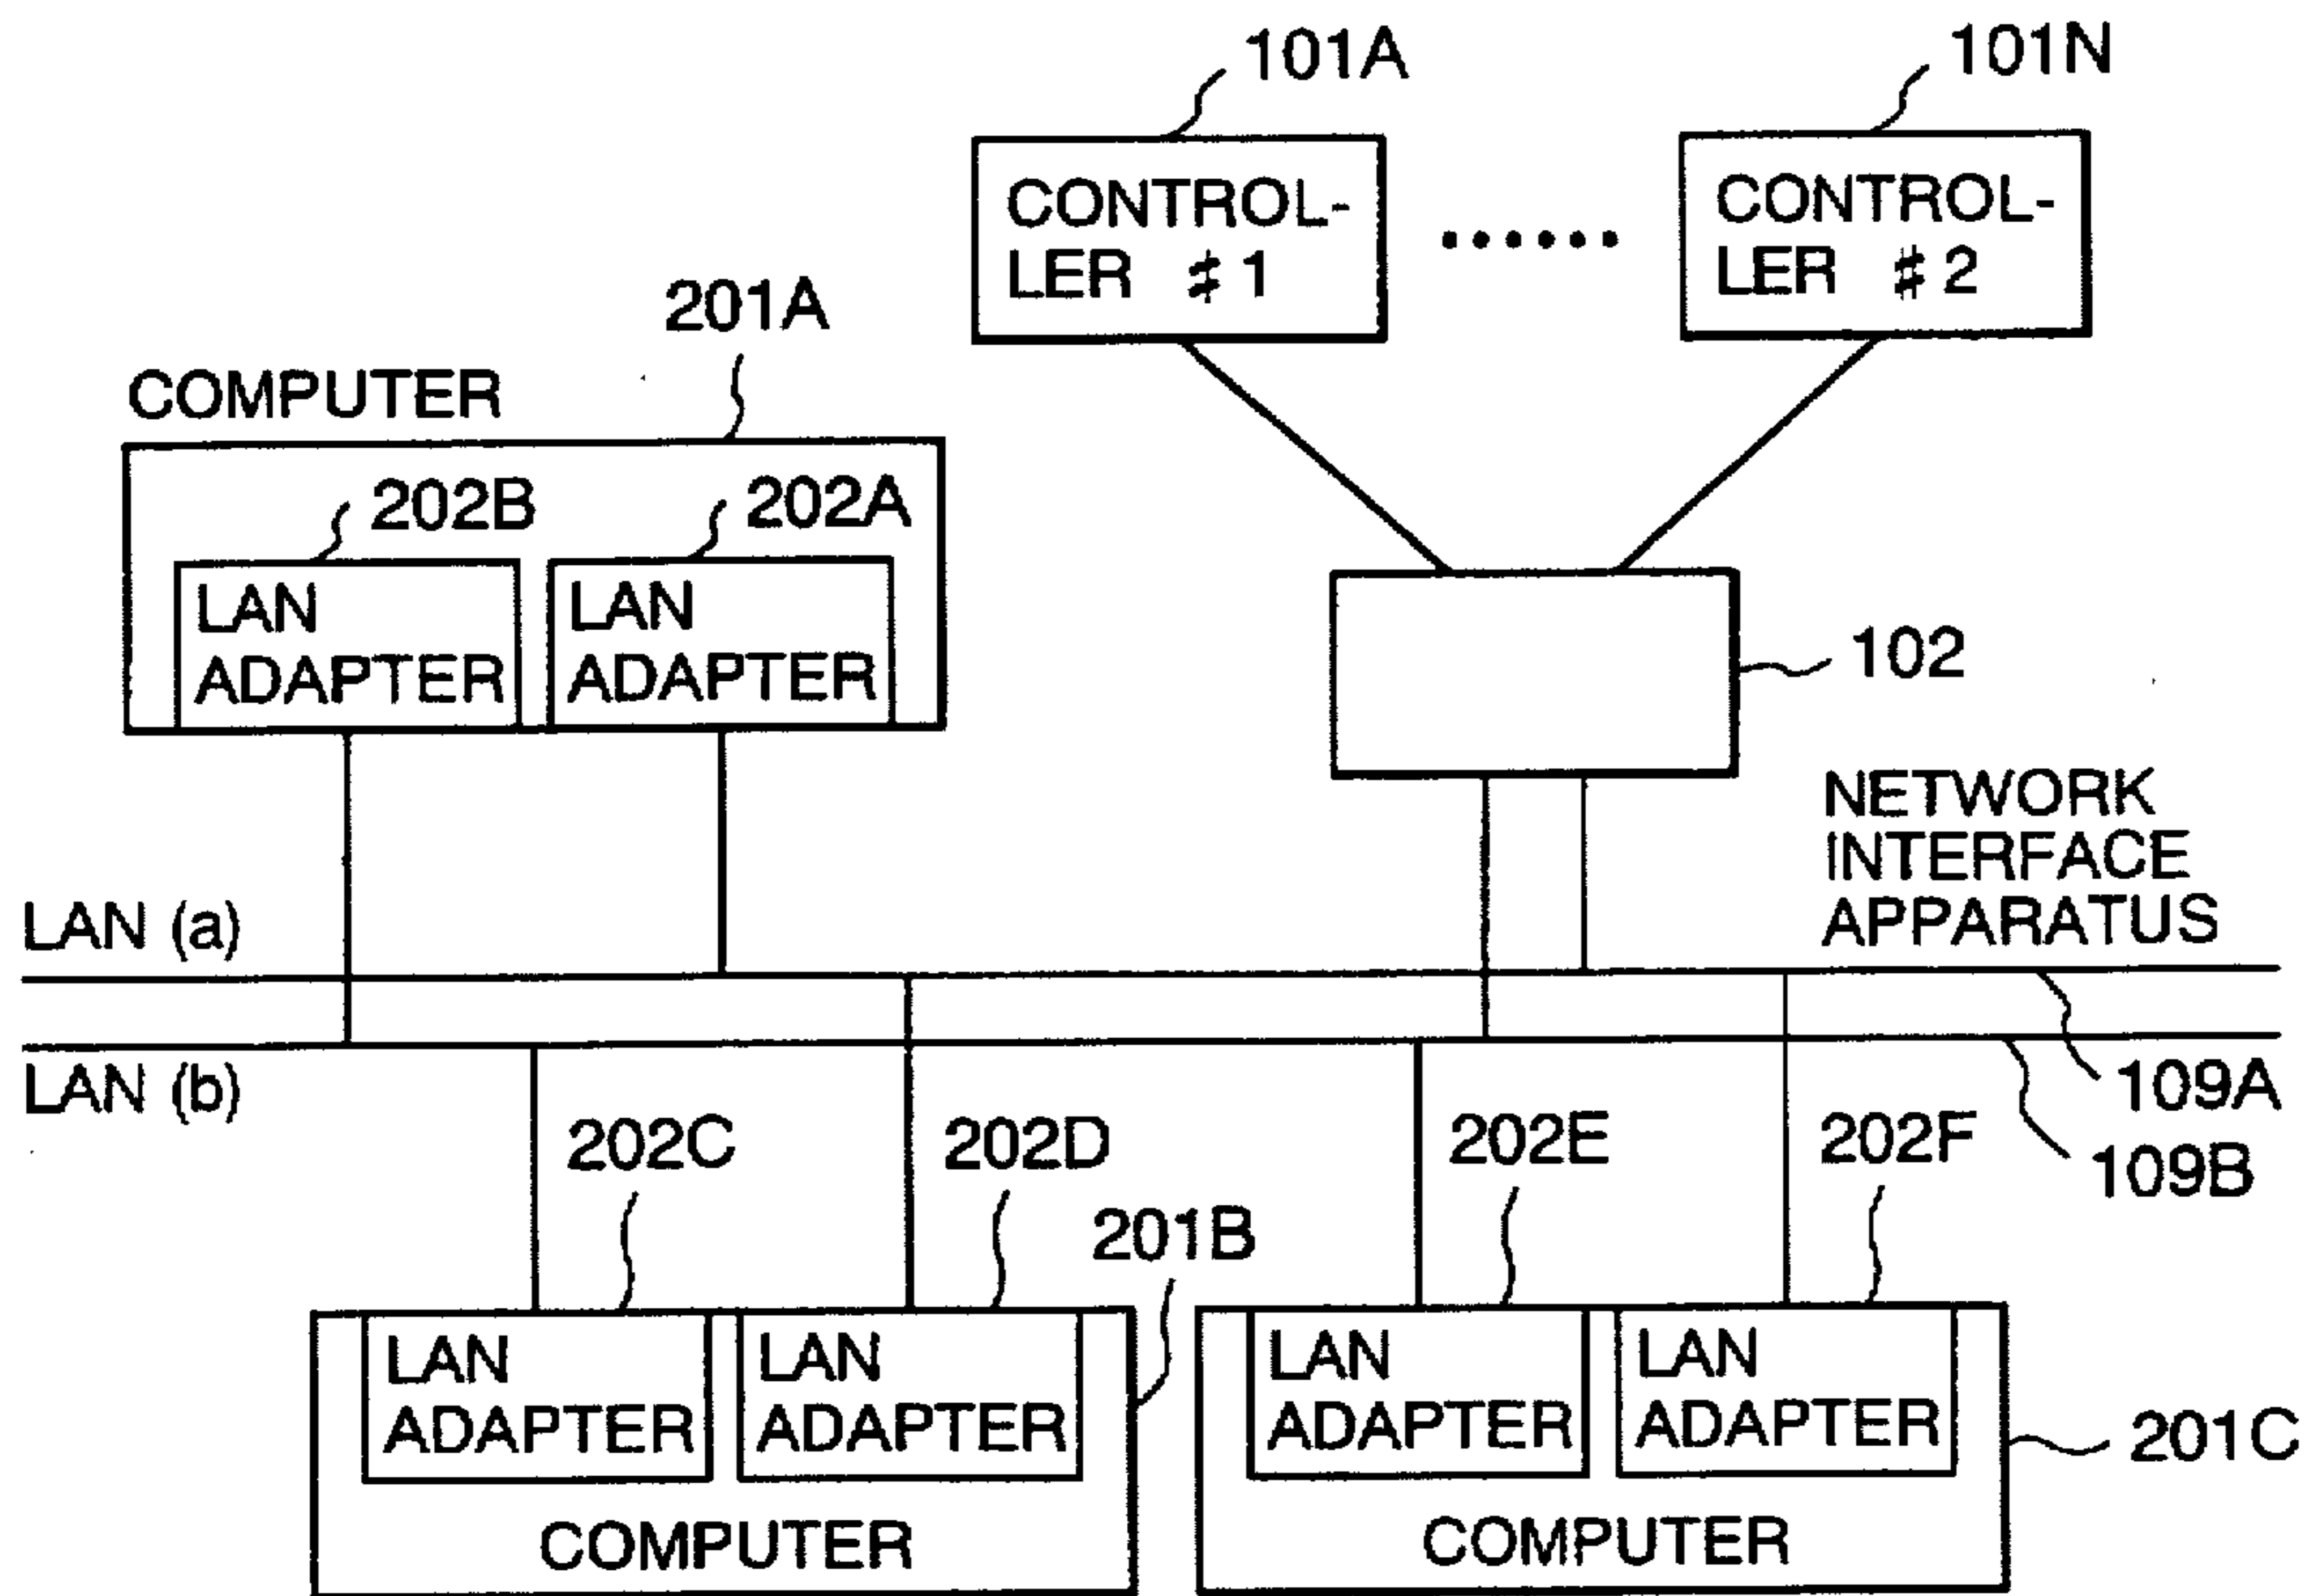 101A
101N
CONTROL-
LER #1
......
CONTROL-
LER #2
201A
COMPUTER
202B
202A
LAN
ADAPTER
LAN
ADAPTER
102
NETWORK
INTERFACE
APPARATUS
LAN (a)
LAN (b)
109A
109B
202C
202D
202E
202F
201B
LAN
ADAPTER
LAN
ADAPTER
LAN
ADAPTER
LAN
ADAPTER
201C
COMPUTER
COMPUTER